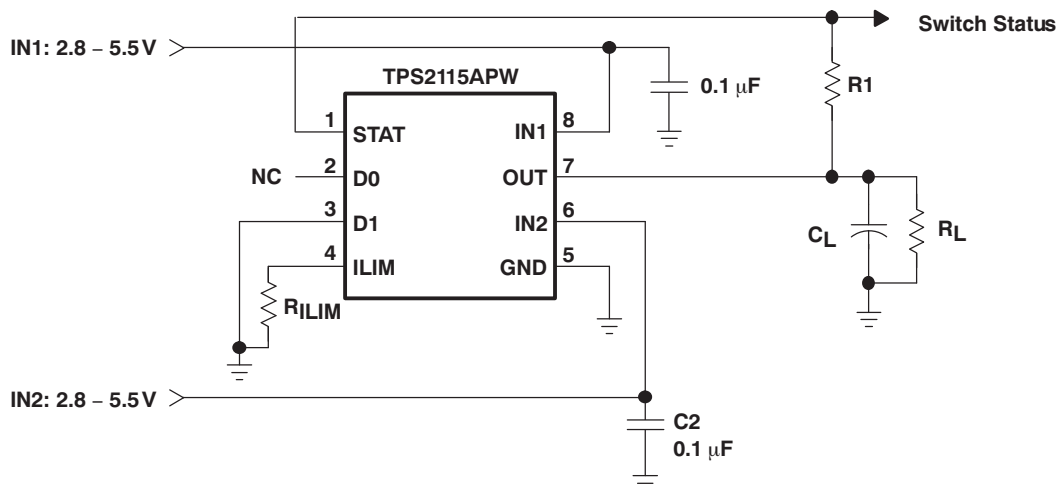 Switch Status
IN1: 2.8 – 5.5V
TPS2115APW
0.1 μF
R1
1
STAT
IN1
8
NC
2
D0
OUT
7
3
D1
IN2
6
CL
RL
4
ILIM
GND
5
RILIM
IN2: 2.8 – 5.5V
C2
0.1 μF